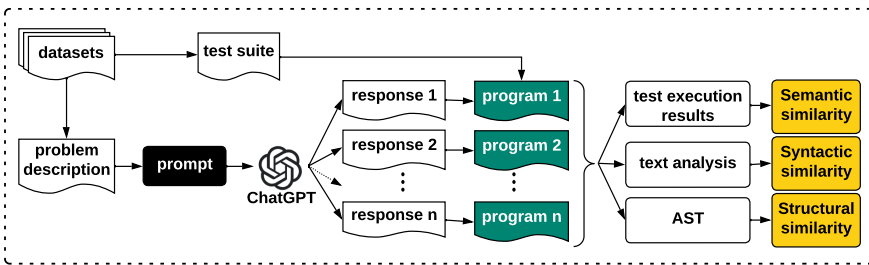 datasets
test suite
problem
description
prompt
ChatGPT
response 1
response 2
response n
program 1
program 2
program n
test execution
results
text analysis
AST
Semantic
similarity
Syntactic
similarity
Structural
similarity